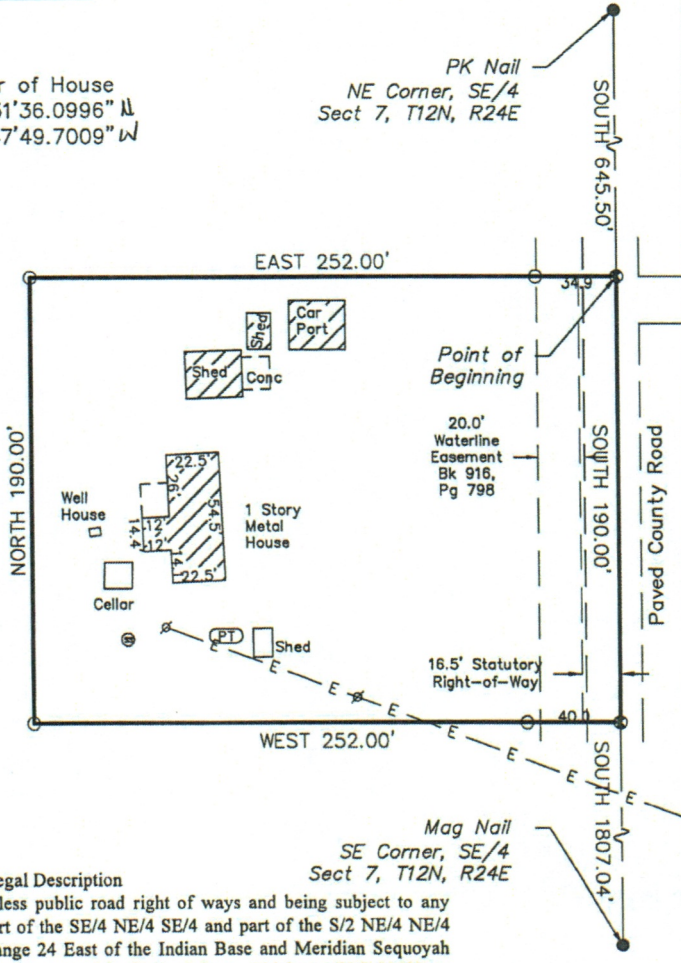 r of House
51'36.0996" N
7'49.7009" W
PK Nail
NE Corner, SE/4
Sect 7, T12N, R24E
SOUTH 645.50'
EAST 252.00'
34.9
Shed
Car
Port
Shed
Conc
Point of
Beginning
20.0'
Waterline
Easement
Bk 916,
Pg 798
SOUTH 190.00'
Paved County Road
NORTH 190.00'
22.5'
26'
54.5'
Well
House
12'
14.4'
12'
14'
22.5'
1 Story
Metal
House
Cellar
PT
Shed
E
E
E
E
E
E
E
16.5' Statutory
Right-of-Way
40.1
WEST 252.00'
SOUTH 1807.04'
Mag Nail
SE Corner, SE/4
Sect 7, T12N, R24E
egal Description
less public road right of ways and being subject to any
rt of the SE/4 NE/4 SE/4 and part of the S/2 NE/4 NE/4
ange 24 East of the Indian Base and Meridian Sequoyah